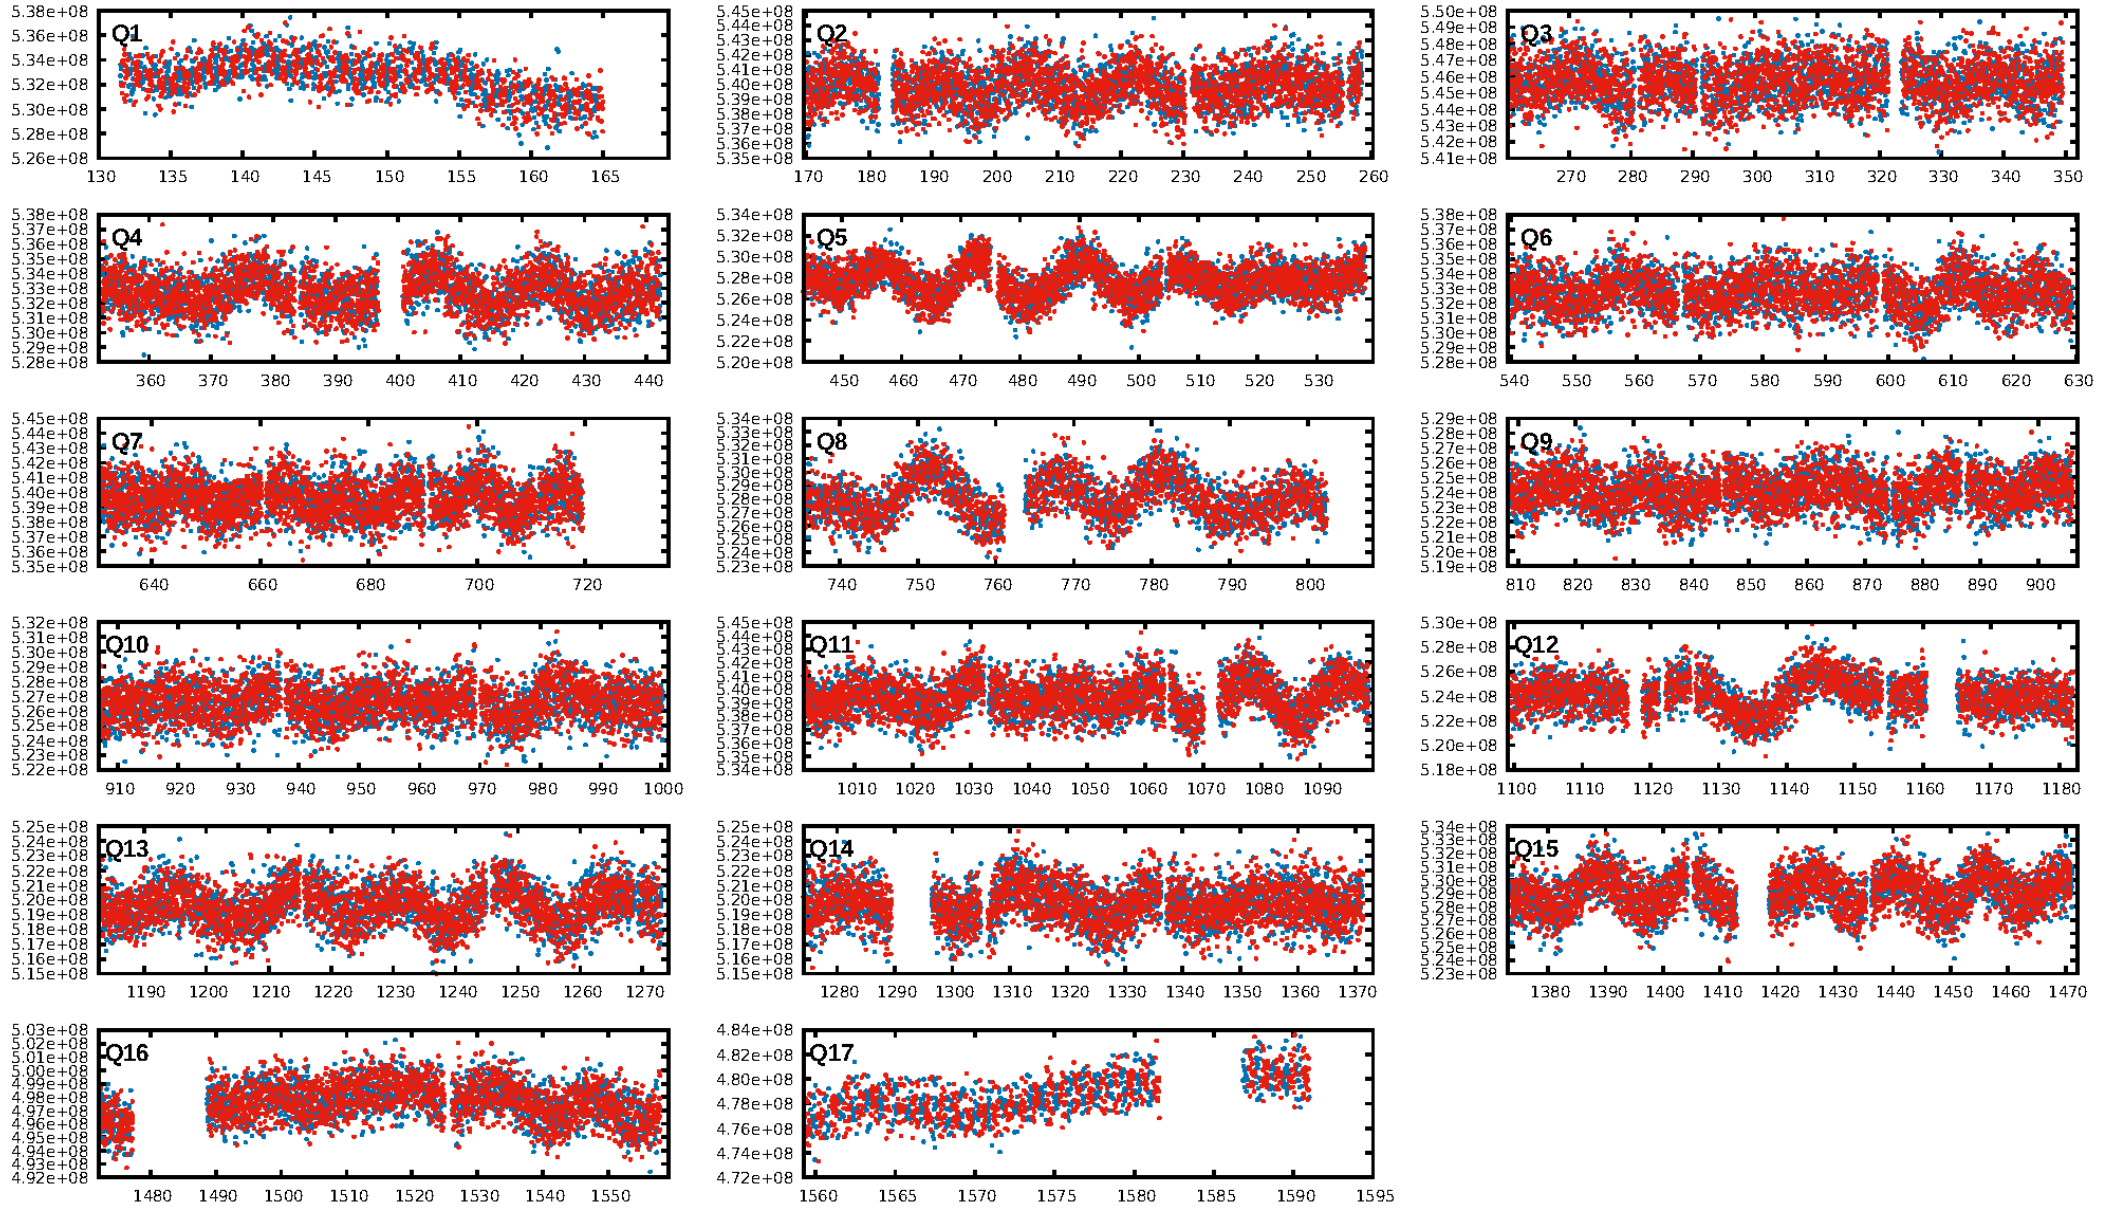 5.38e+08
5.36e+08
5.34e+08
5.32e+08
5.30e+08
5.28e+08
5.26e+08
Q1
130 135 140 145 150 155 160 165
5.45e+08
5.44e+08
5.43e+08
5.42e+08
5.41e+08
5.40e+08
5.39e+08
5.38e+08
5.37e+08
5.36e+08
5.35e+08
Q2
170 180 190 200 210 220 230 240 250 260
5.50e+08
5.49e+08
5.48e+08
5.47e+08
5.46e+08
5.45e+08
5.44e+08
5.43e+08
5.42e+08
5.41e+08
Q3
270 280 290 300 310 320 330 340 350
5.38e+08
5.37e+08
5.36e+08
5.35e+08
5.34e+08
5.33e+08
5.32e+08
5.31e+08
5.30e+08
5.29e+08
5.28e+08
Q4
360 370 380 390 400 410 420 430 440
5.34e+08
5.32e+08
5.30e+08
5.28e+08
5.26e+08
5.24e+08
5.22e+08
5.20e+08
Q5
450 460 470 480 490 500 510 520 530
5.38e+08
5.37e+08
5.36e+08
5.35e+08
5.34e+08
5.33e+08
5.32e+08
5.31e+08
5.30e+08
5.29e+08
5.28e+08
Q6
540 550 560 570 580 590 600 610 620 630
5.45e+08
5.44e+08
5.43e+08
5.42e+08
5.41e+08
5.40e+08
5.39e+08
5.38e+08
5.37e+08
5.36e+08
5.35e+08
Q7
640 660 680 700 720
5.34e+08
5.33e+08
5.32e+08
5.31e+08
5.30e+08
5.29e+08
5.28e+08
5.27e+08
5.26e+08
5.25e+08
5.24e+08
5.23e+08
Q8
740 750 760 770 780 790 800
5.29e+08
5.28e+08
5.27e+08
5.26e+08
5.25e+08
5.24e+08
5.23e+08
5.22e+08
5.21e+08
5.20e+08
5.19e+08
Q9
810 820 830 840 850 860 870 880 890 900
5.32e+08
5.31e+08
5.30e+08
5.29e+08
5.28e+08
5.27e+08
5.26e+08
5.25e+08
5.24e+08
5.23e+08
5.22e+08
Q10
910 920 930 940 950 960 970 980 990 1000
5.45e+08
5.44e+08
5.43e+08
5.42e+08
5.41e+08
5.40e+08
5.39e+08
5.38e+08
5.37e+08
5.36e+08
5.35e+08
5.34e+08
Q11
1010 1020 1030 1040 1050 1060 1070 1080 1090
5.30e+08
5.28e+08
5.26e+08
5.24e+08
5.22e+08
5.20e+08
5.18e+08
Q12
1100 1110 1120 1130 1140 1150 1160 1170 1180
5.25e+08
5.24e+08
5.23e+08
5.22e+08
5.21e+08
5.20e+08
5.19e+08
5.18e+08
5.17e+08
5.16e+08
5.15e+08
Q13
1190 1200 1210 1220 1230 1240 1250 1260 1270
5.25e+08
5.24e+08
5.23e+08
5.22e+08
5.21e+08
5.20e+08
5.19e+08
5.18e+08
5.17e+08
5.16e+08
5.15e+08
Q14
1280 1290 1300 1310 1320 1330 1340 1350 1360 1370
5.34e+08
5.33e+08
5.32e+08
5.31e+08
5.30e+08
5.29e+08
5.28e+08
5.27e+08
5.26e+08
5.25e+08
5.24e+08
5.23e+08
Q15
1380 1390 1400 1410 1420 1430 1440 1450 1460 1470
5.03e+08
5.02e+08
5.01e+08
5.00e+08
4.99e+08
4.98e+08
4.97e+08
4.96e+08
4.95e+08
4.94e+08
4.93e+08
4.92e+08
Q16
1480 1490 1500 1510 1520 1530 1540 1550
4.84e+08
4.82e+08
4.80e+08
4.78e+08
4.76e+08
4.74e+08
4.72e+08
Q17
1560 1565 1570 1575 1580 1585 1590 1595